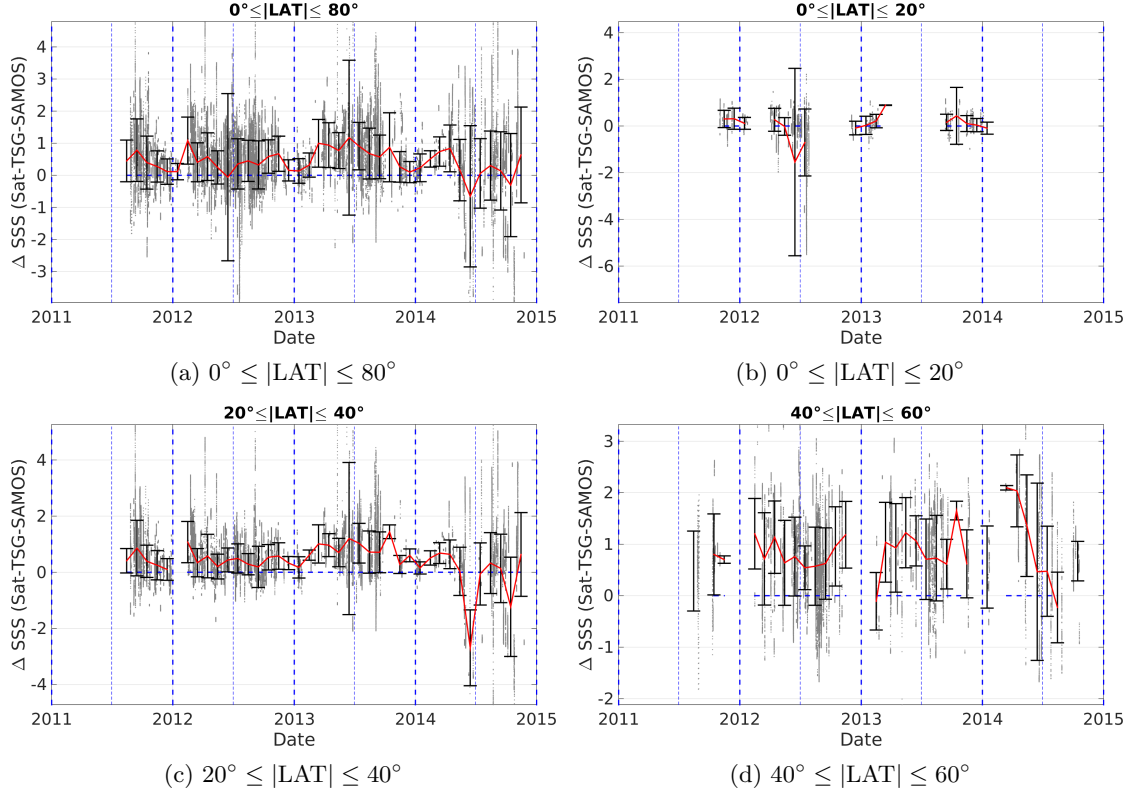 0°≤|LAT|≤ 80°
Δ SSS (Sat-TSG-SAMOS)
4
3
2
1
0
-1
-2
-3
2011 2012 2013 2014 2015
Date
(a) 0° ≤ |LAT| ≤ 80°
0°≤|LAT|≤ 20°
Δ SSS (Sat-TSG-SAMOS)
4
2
0
-2
-4
-6
2011 2012 2013 2014 2015
Date
(b) 0° ≤ |LAT| ≤ 20°
20°≤|LAT|≤ 40°
Δ SSS (Sat-TSG-SAMOS)
4
2
0
-2
-4
2011 2012 2013 2014 2015
Date
(c) 20° ≤ |LAT| ≤ 40°
40°≤|LAT|≤ 60°
Δ SSS (Sat-TSG-SAMOS)
3
2
1
0
-1
-2
2011 2012 2013 2014 2015
Date
(d) 40° ≤ |LAT| ≤ 60°